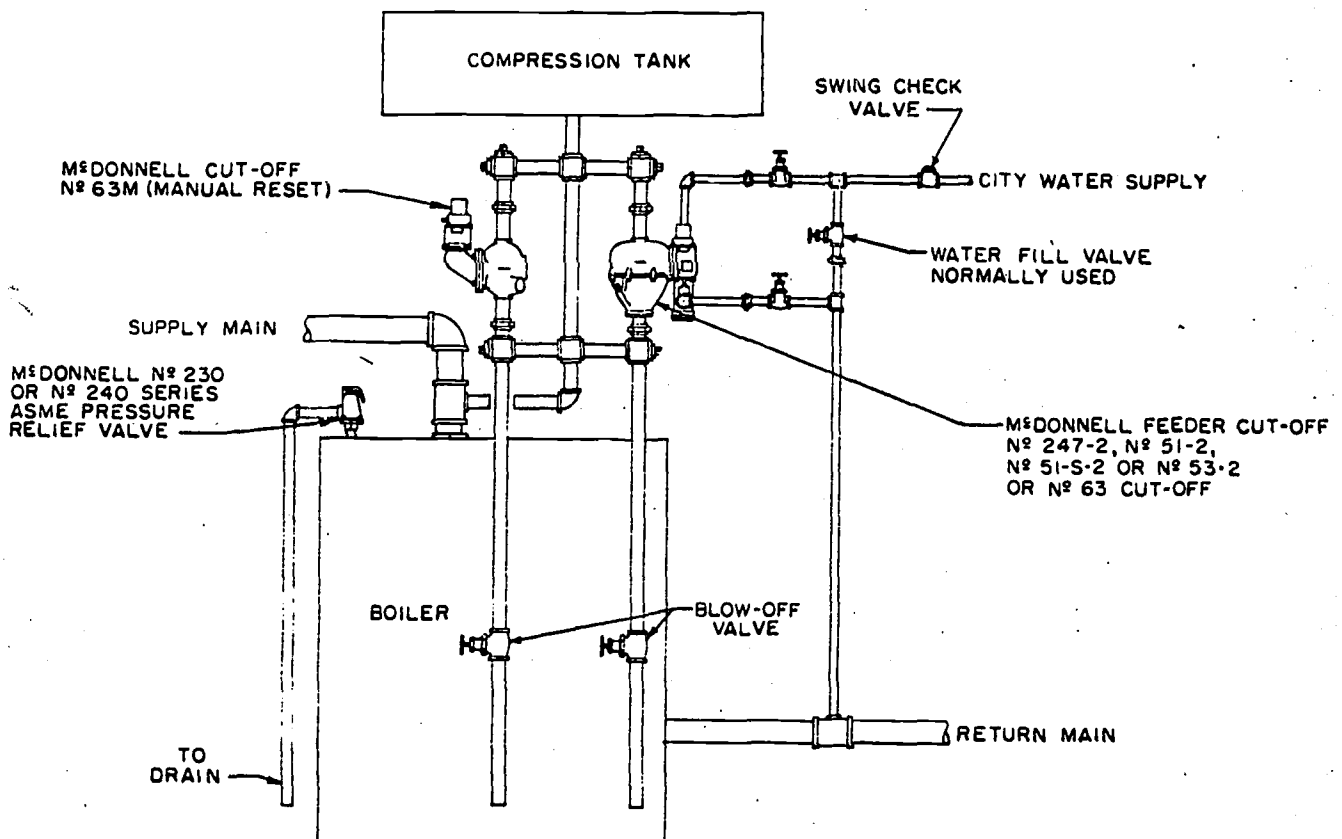 COMPRESSION TANK
SWING CHECK
VALVE
McDONNELL CUT-OFF
Nº 63M (MANUAL RESET)
CITY WATER SUPPLY
WATER FILL VALVE
NORMALLY USED
SUPPLY MAIN
McDONNELL Nº 230
OR Nº 240 SERIES
ASME PRESSURE
RELIEF VALVE
McDONNELL FEEDER CUT-OFF
Nº 247-2, Nº 51-2,
Nº 51-S-2 OR Nº 53-2
OR Nº 63 CUT-OFF
BOILER
BLOW-OFF
VALVE
TO
DRAIN
RETURN MAIN